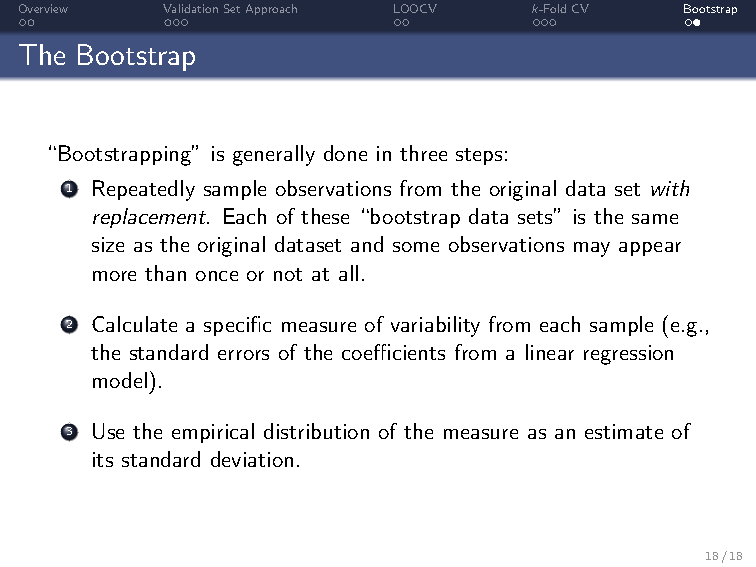 Overview Validation Set Approach LOOCV k-Fold CV Bootstrap
The Bootstrap
“Bootstrapping” is generally done in three steps:
1 Repeatedly sample observations from the original data set with
replacement. Each of these “bootstrap data sets” is the same
size as the original dataset and some observations may appear
more than once or not at all.
2 Calculate a specific measure of variability from each sample (e.g.,
the standard errors of the coefficients from a linear regression
model).
3 Use the empirical distribution of the measure as an estimate of
its standard deviation.
18 / 18